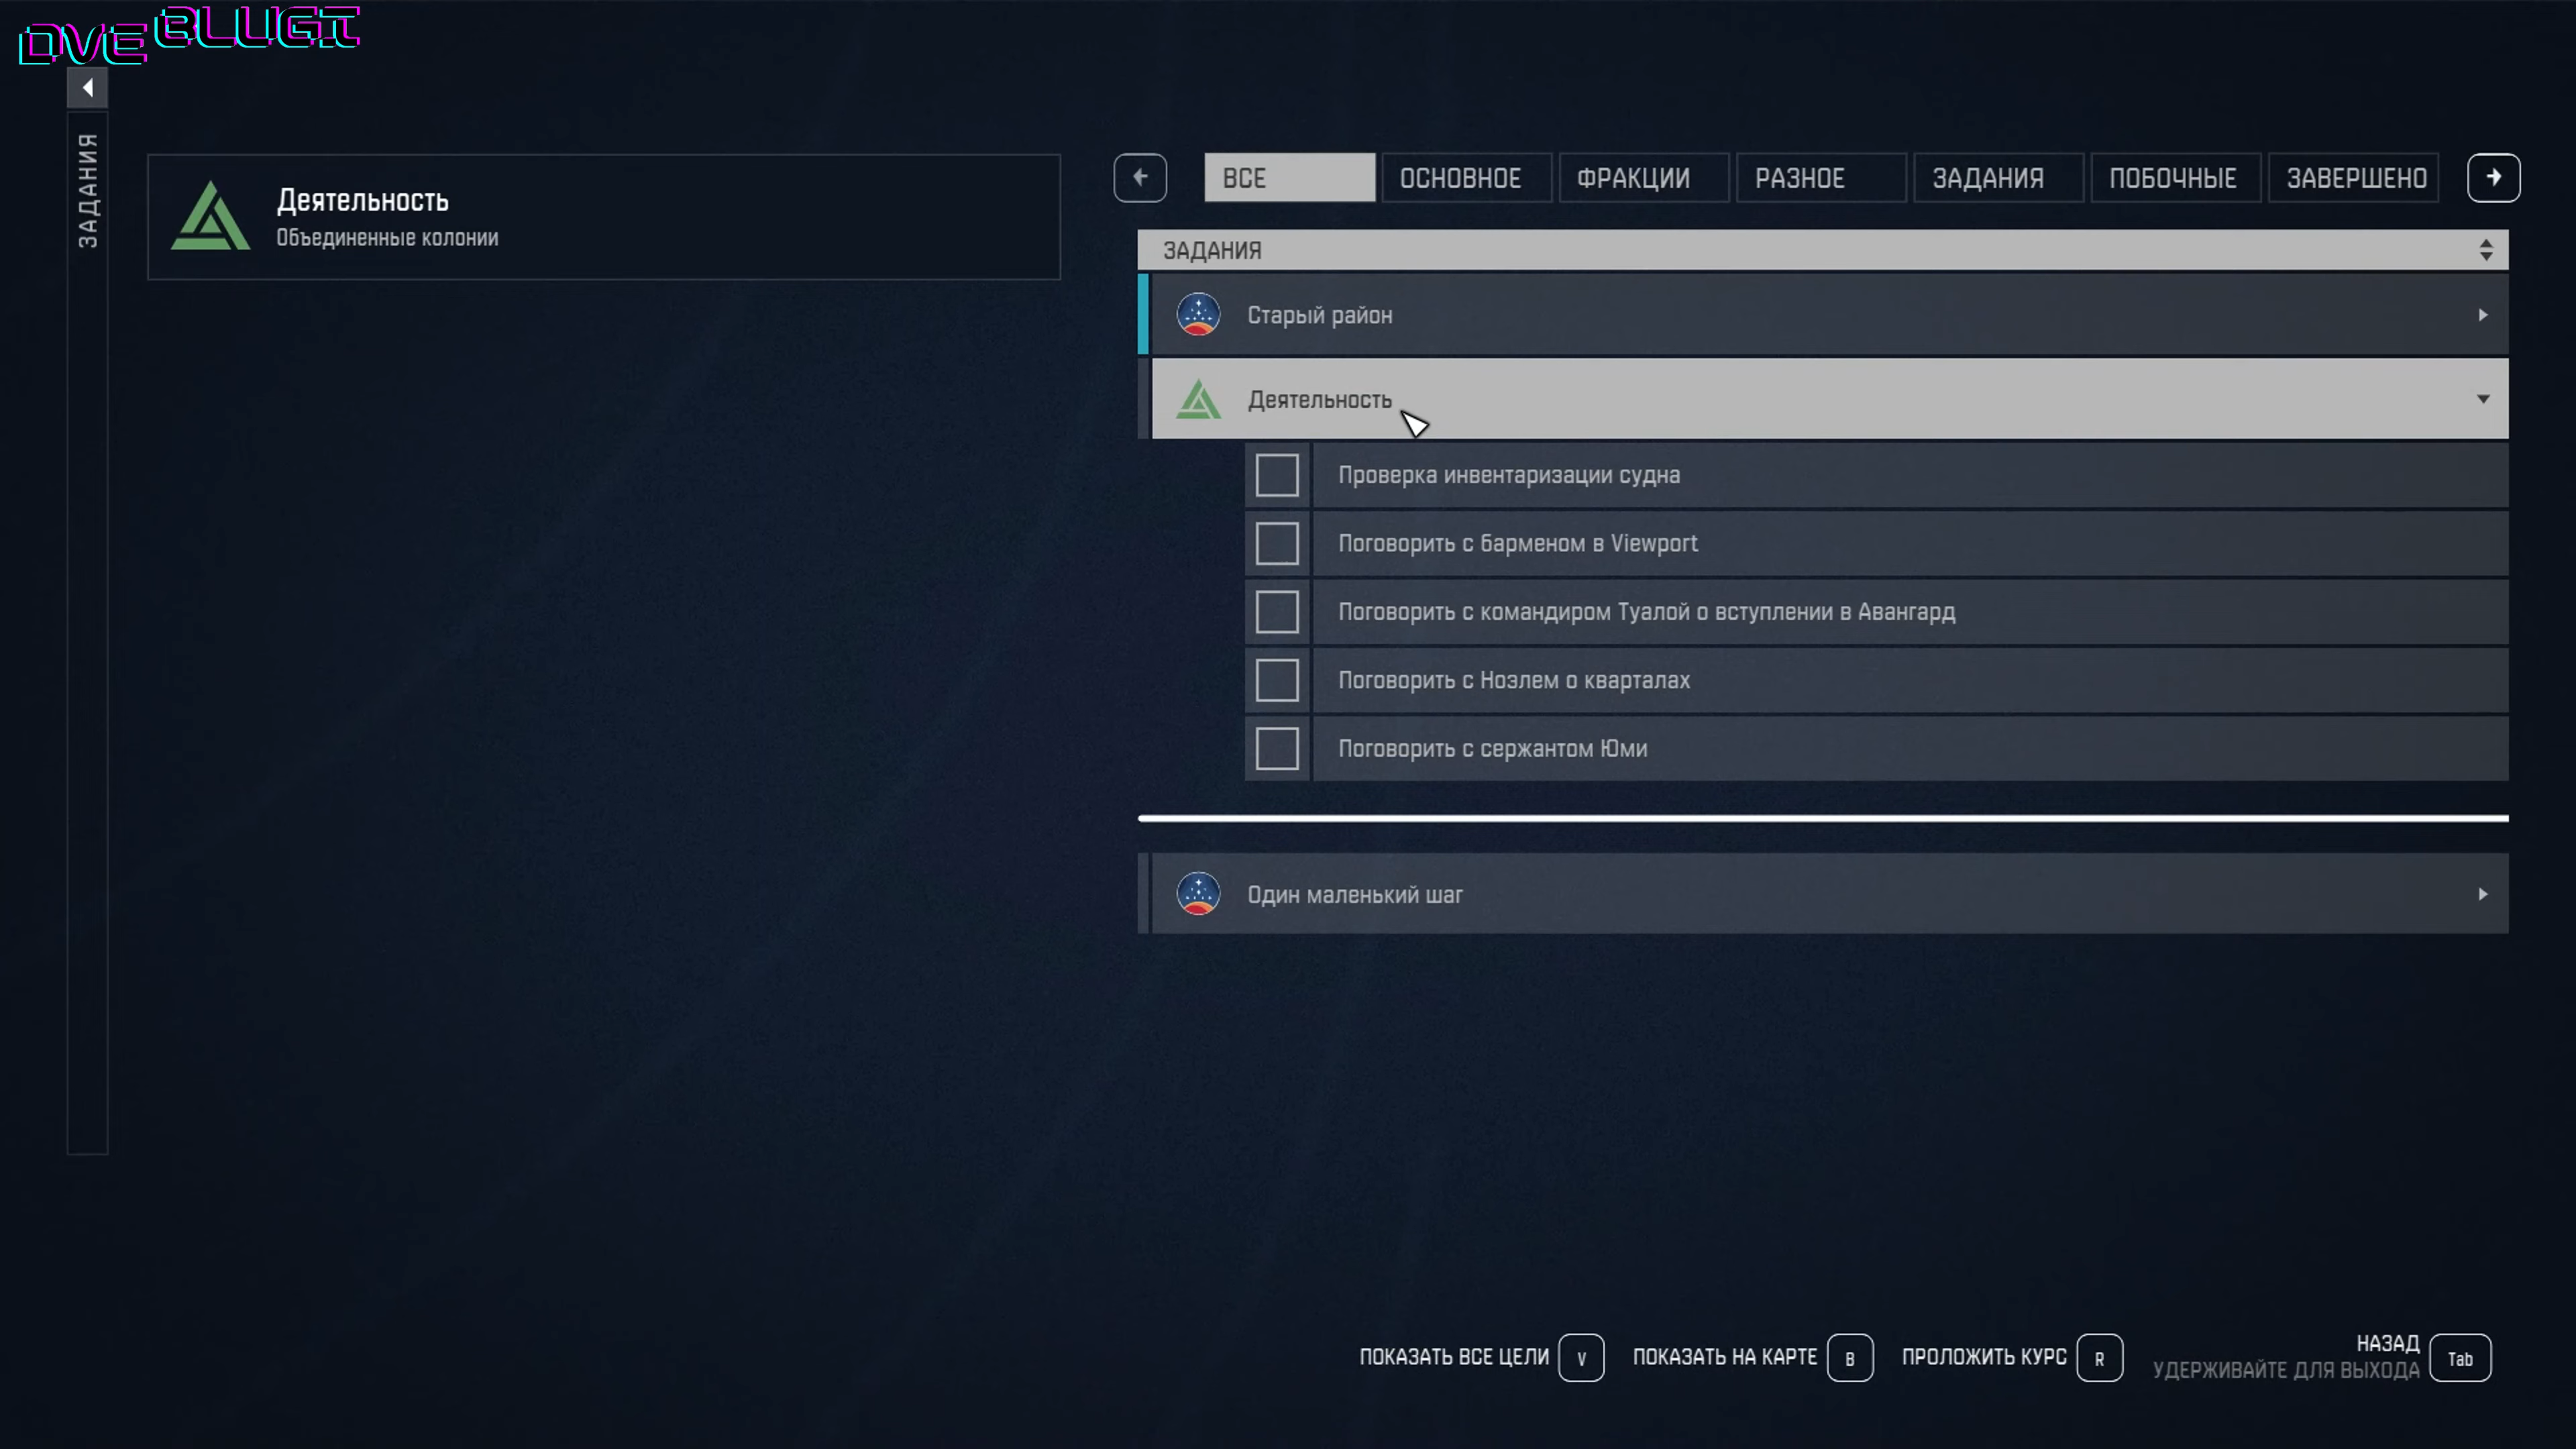 DVE BLUGI
ЗАДАНИЯ
Деятельность
Объединенные колонии
ВСЕ
ОСНОВНОЕ
ФРАКЦИИ
РАЗНОЕ
ЗАДАНИЯ
ПОБОЧНЫЕ
ЗАВЕРШЕНО
ЗАДАНИЯ
Старый район
Деятельность
Проверка инвентаризации судна
Поговорить с барменом в Viewport
Поговорить с командиром Туалой о вступлении в Авангард
Поговорить с Ноэлем о кварталах
Поговорить с сержантом Юми
Один маленький шаг
ПОКАЗАТЬ ВСЕ ЦЕЛИ V
ПОКАЗАТЬ НА КАРТЕ B
ПРОЛОЖИТЬ КУРС R
НАЗАД
УДЕРЖИВАЙТЕ ДЛЯ ВЫХОДА
Tab